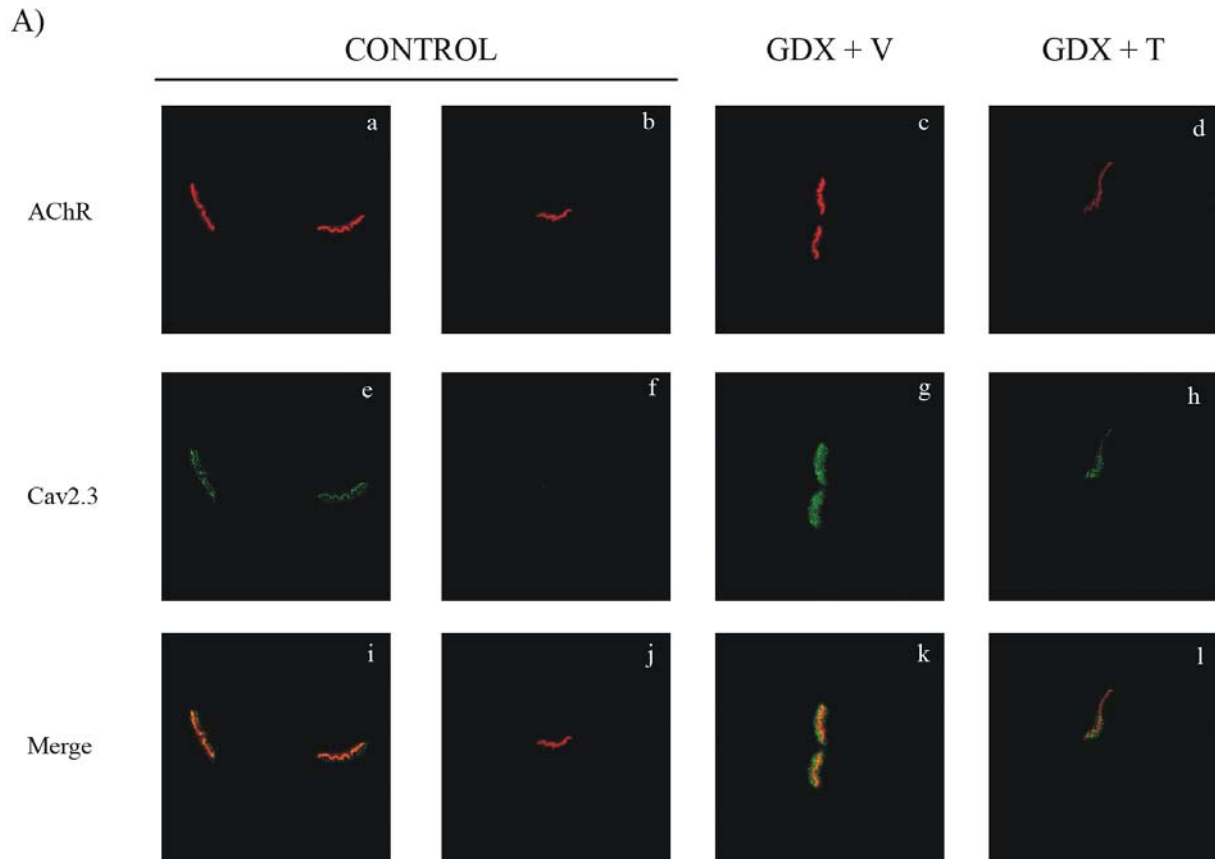 A)
CONTROL GDX + V GDX + T
AChR a b c d
Cav2.3 e f g h
Merge i j k l